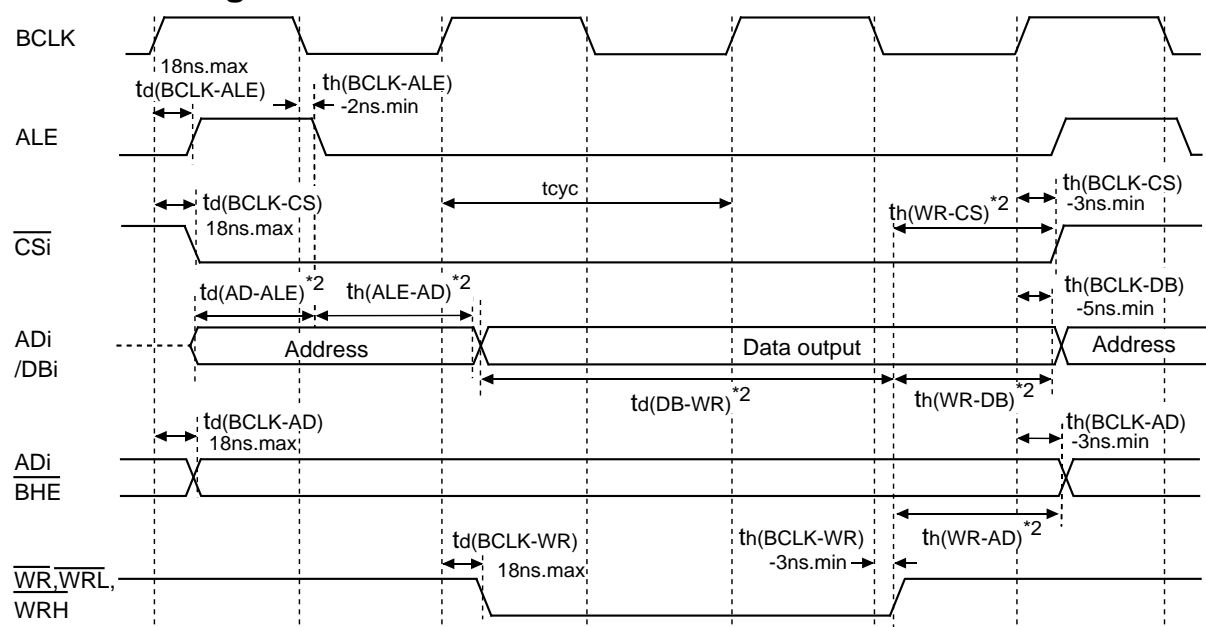 BCLK
18ns.max
td(BCLK-ALE)
th(BCLK-ALE)
-2ns.min
ALE
td(BCLK-CS)
18ns.max
tcyc
th(BCLK-CS)
-3ns.min
th(WR-CS)*2
CSi
td(AD-ALE)*2
th(ALE-AD)*2
th(BCLK-DB)
-5ns.min
ADi
/DBi
Address
Data output
Address
td(DB-WR)*2
th(WR-DB)*2
td(BCLK-AD)
18ns.max
th(BCLK-AD)
-3ns.min
ADi
BHE
td(BCLK-WR)
18ns.max
th(BCLK-WR)
-3ns.min
th(WR-AD)*2
WR,WRL,
WRH